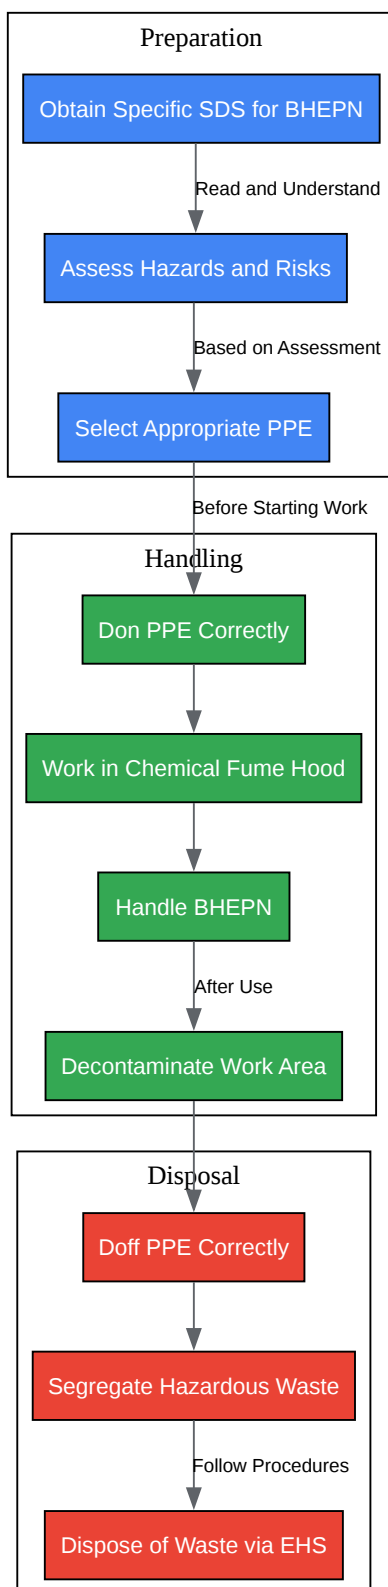 Preparation
Obtain Specific SDS for BHEPN
Read and Understand
Assess Hazards and Risks
Based on Assessment
Select Appropriate PPE
Before Starting Work
Handling
Don PPE Correctly
Work in Chemical Fume Hood
Handle BHEPN
After Use
Decontaminate Work Area
Disposal
Doff PPE Correctly
Segregate Hazardous Waste
Follow Procedures
Dispose of Waste via EHS